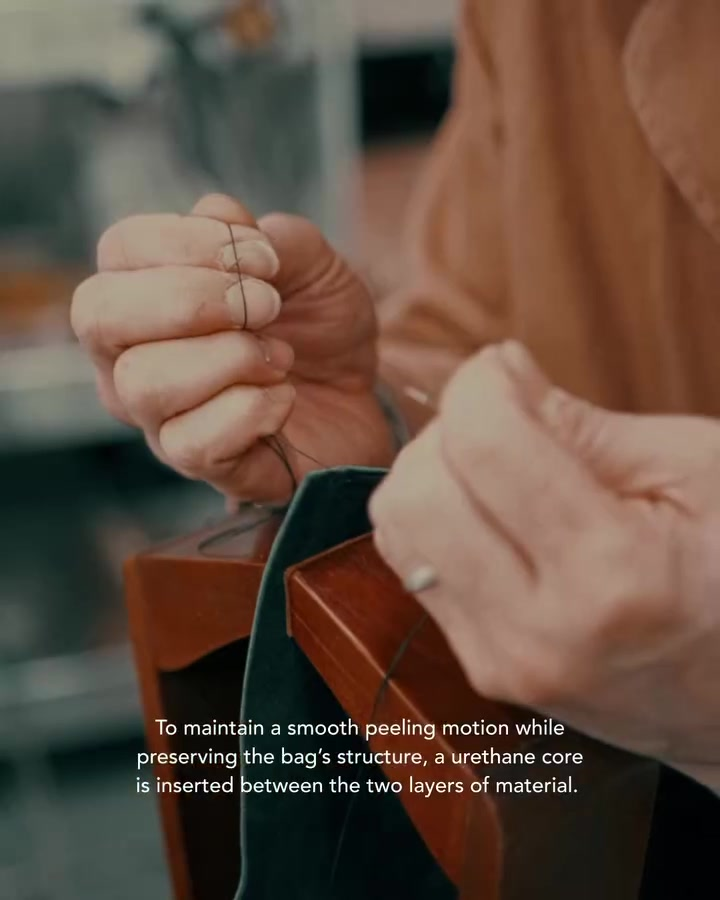 To maintain a smooth peeling motion while
preserving the bag's structure, a urethane core
is inserted between the two layers of material.